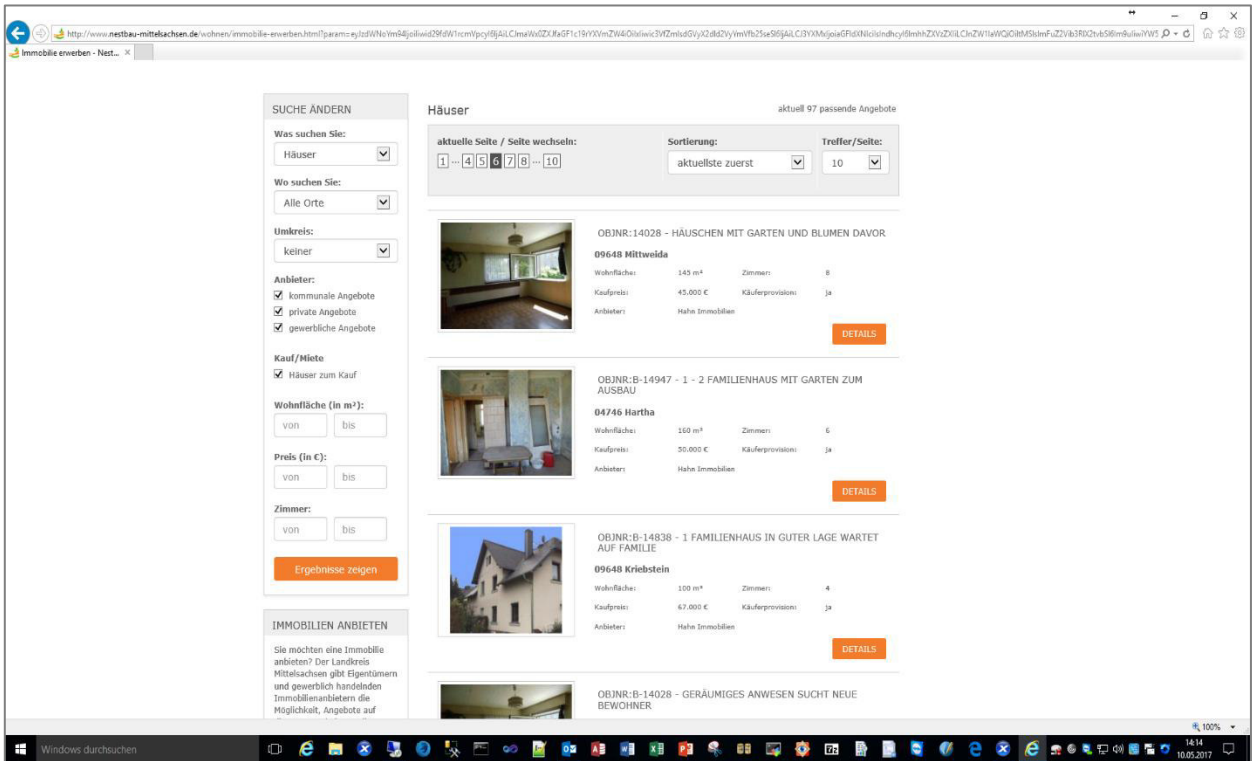 Immobilie erwerben - Nest...
SUCHE ÄNDERN
Was suchen Sie:
Häuser
Wo suchen Sie:
Alle Orte
Umkreis:
keiner
Anbieter:
kommunale Angebote
private Angebote
gewerbliche Angebote
Kauf/Miete
Häuser zum Kauf
Wohnfläche (in m²):
von bis
Preis (in €):
von bis
Zimmer:
von bis
Ergebnisse zeigen
IMMOBILIEN ANBIETEN
Sie möchten eine Immobilie
anbieten? Der Landkreis
Mittelsachsen gibt Eigentümern
und gewerblich handelnden
Immobilienanbietern die
Möglichkeit, Angebote auf
Häuser
aktuell 97 passende Angebote
aktuelle Seite / Seite wechseln:
1 ... 4 5 6 7 8 ... 10
Sortierung:
aktuellste zuerst
Treffer/Seite:
10
OBJNR:14028 - HÄUSCHEN MIT GARTEN UND BLUMEN DAVOR
09648 Mittweida
Wohnfläche: 145 m² Zimmer: 8
Kaufpreis: 45.000 € Käuferprovision: ja
Anbieter: Hahn Immobilien
DETAILS
OBJNR:B-14947 - 1 - 2 FAMILIENHAUS MIT GARTEN ZUM
AUSBAU
04746 Hartha
Wohnfläche: 160 m² Zimmer: 6
Kaufpreis: 50.000 € Käuferprovision: ja
Anbieter: Hahn Immobilien
DETAILS
OBJNR:B-14838 - 1 FAMILIENHAUS IN GUTER LAGE WARTET
AUF FAMILIE
09648 Kriebstein
Wohnfläche: 100 m² Zimmer: 4
Kaufpreis: 67.000 € Käuferprovision: ja
Anbieter: Hahn Immobilien
DETAILS
OBJNR:B-14028 - GERÄUMIGES ANWESEN SUCHT NEUE
BEWOHNER
100%
Windows durchsuchen
14:14
10.05.2017